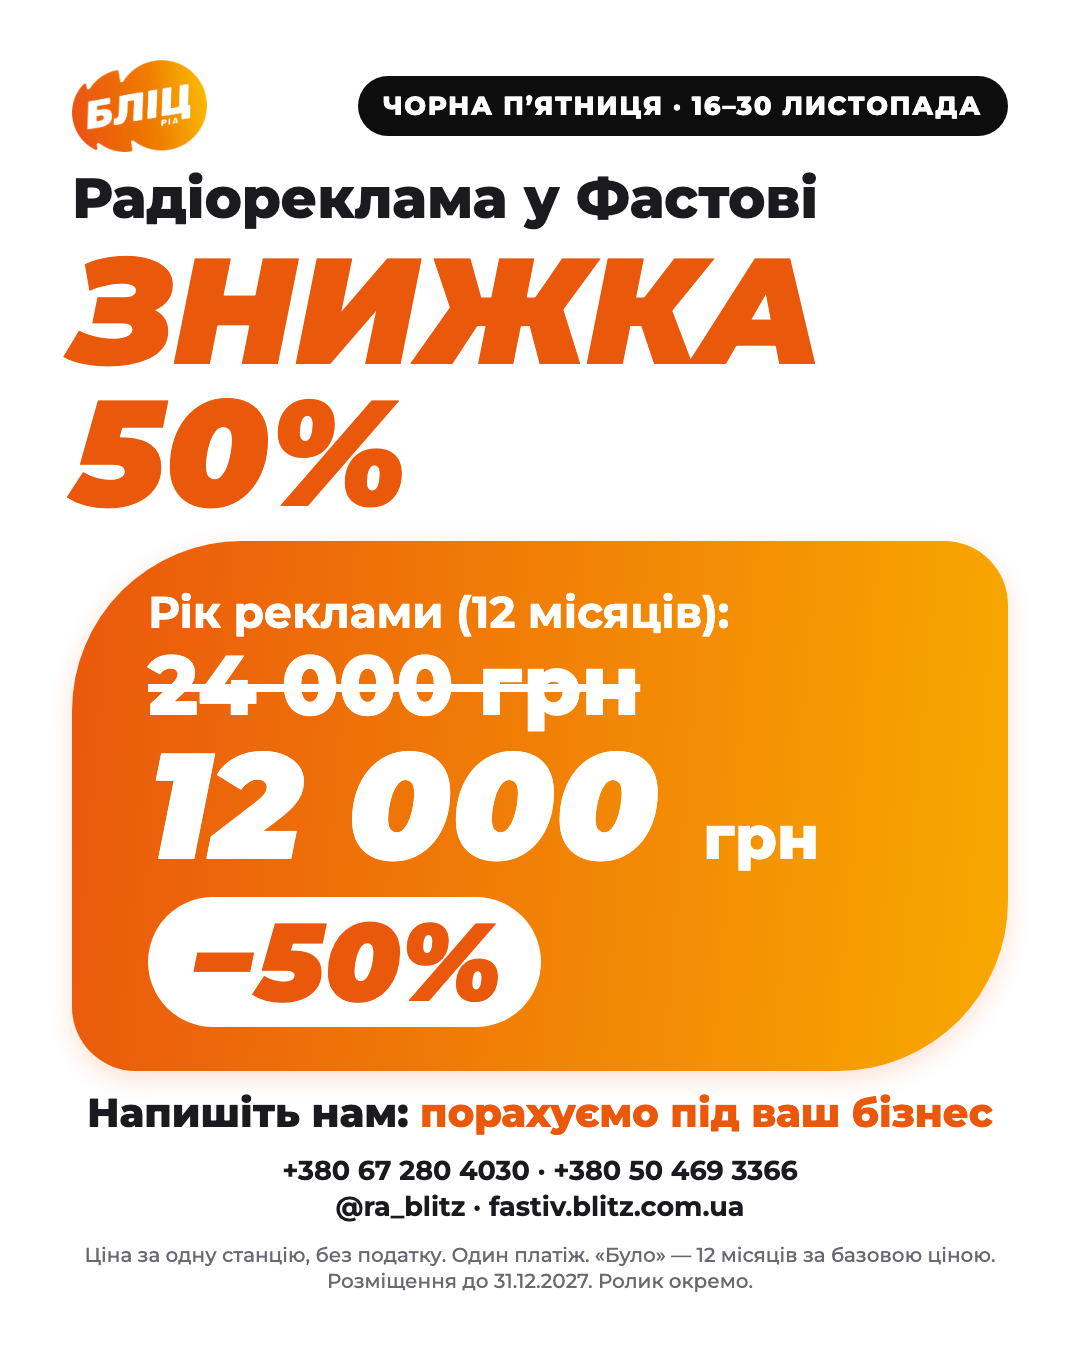 БЛІЦ
РІА
ЧОРНА П’ЯТНИЦЯ · 16–30 ЛИСТОПАДА
Радіореклама у Фастові
ЗНИЖКА
50%
Рік реклами (12 місяців):
24 000 грн
12 000 грн
–50%
Напишіть нам: порахуємо під ваш бізнес
+380 67 280 4030 · +380 50 469 3366
@ra_blitz · fastiv.blitz.com.ua
Ціна за одну станцію, без податку. Один платіж. «Було» — 12 місяців за базовою ціною.
Розміщення до 31.12.2027. Ролик окремо.